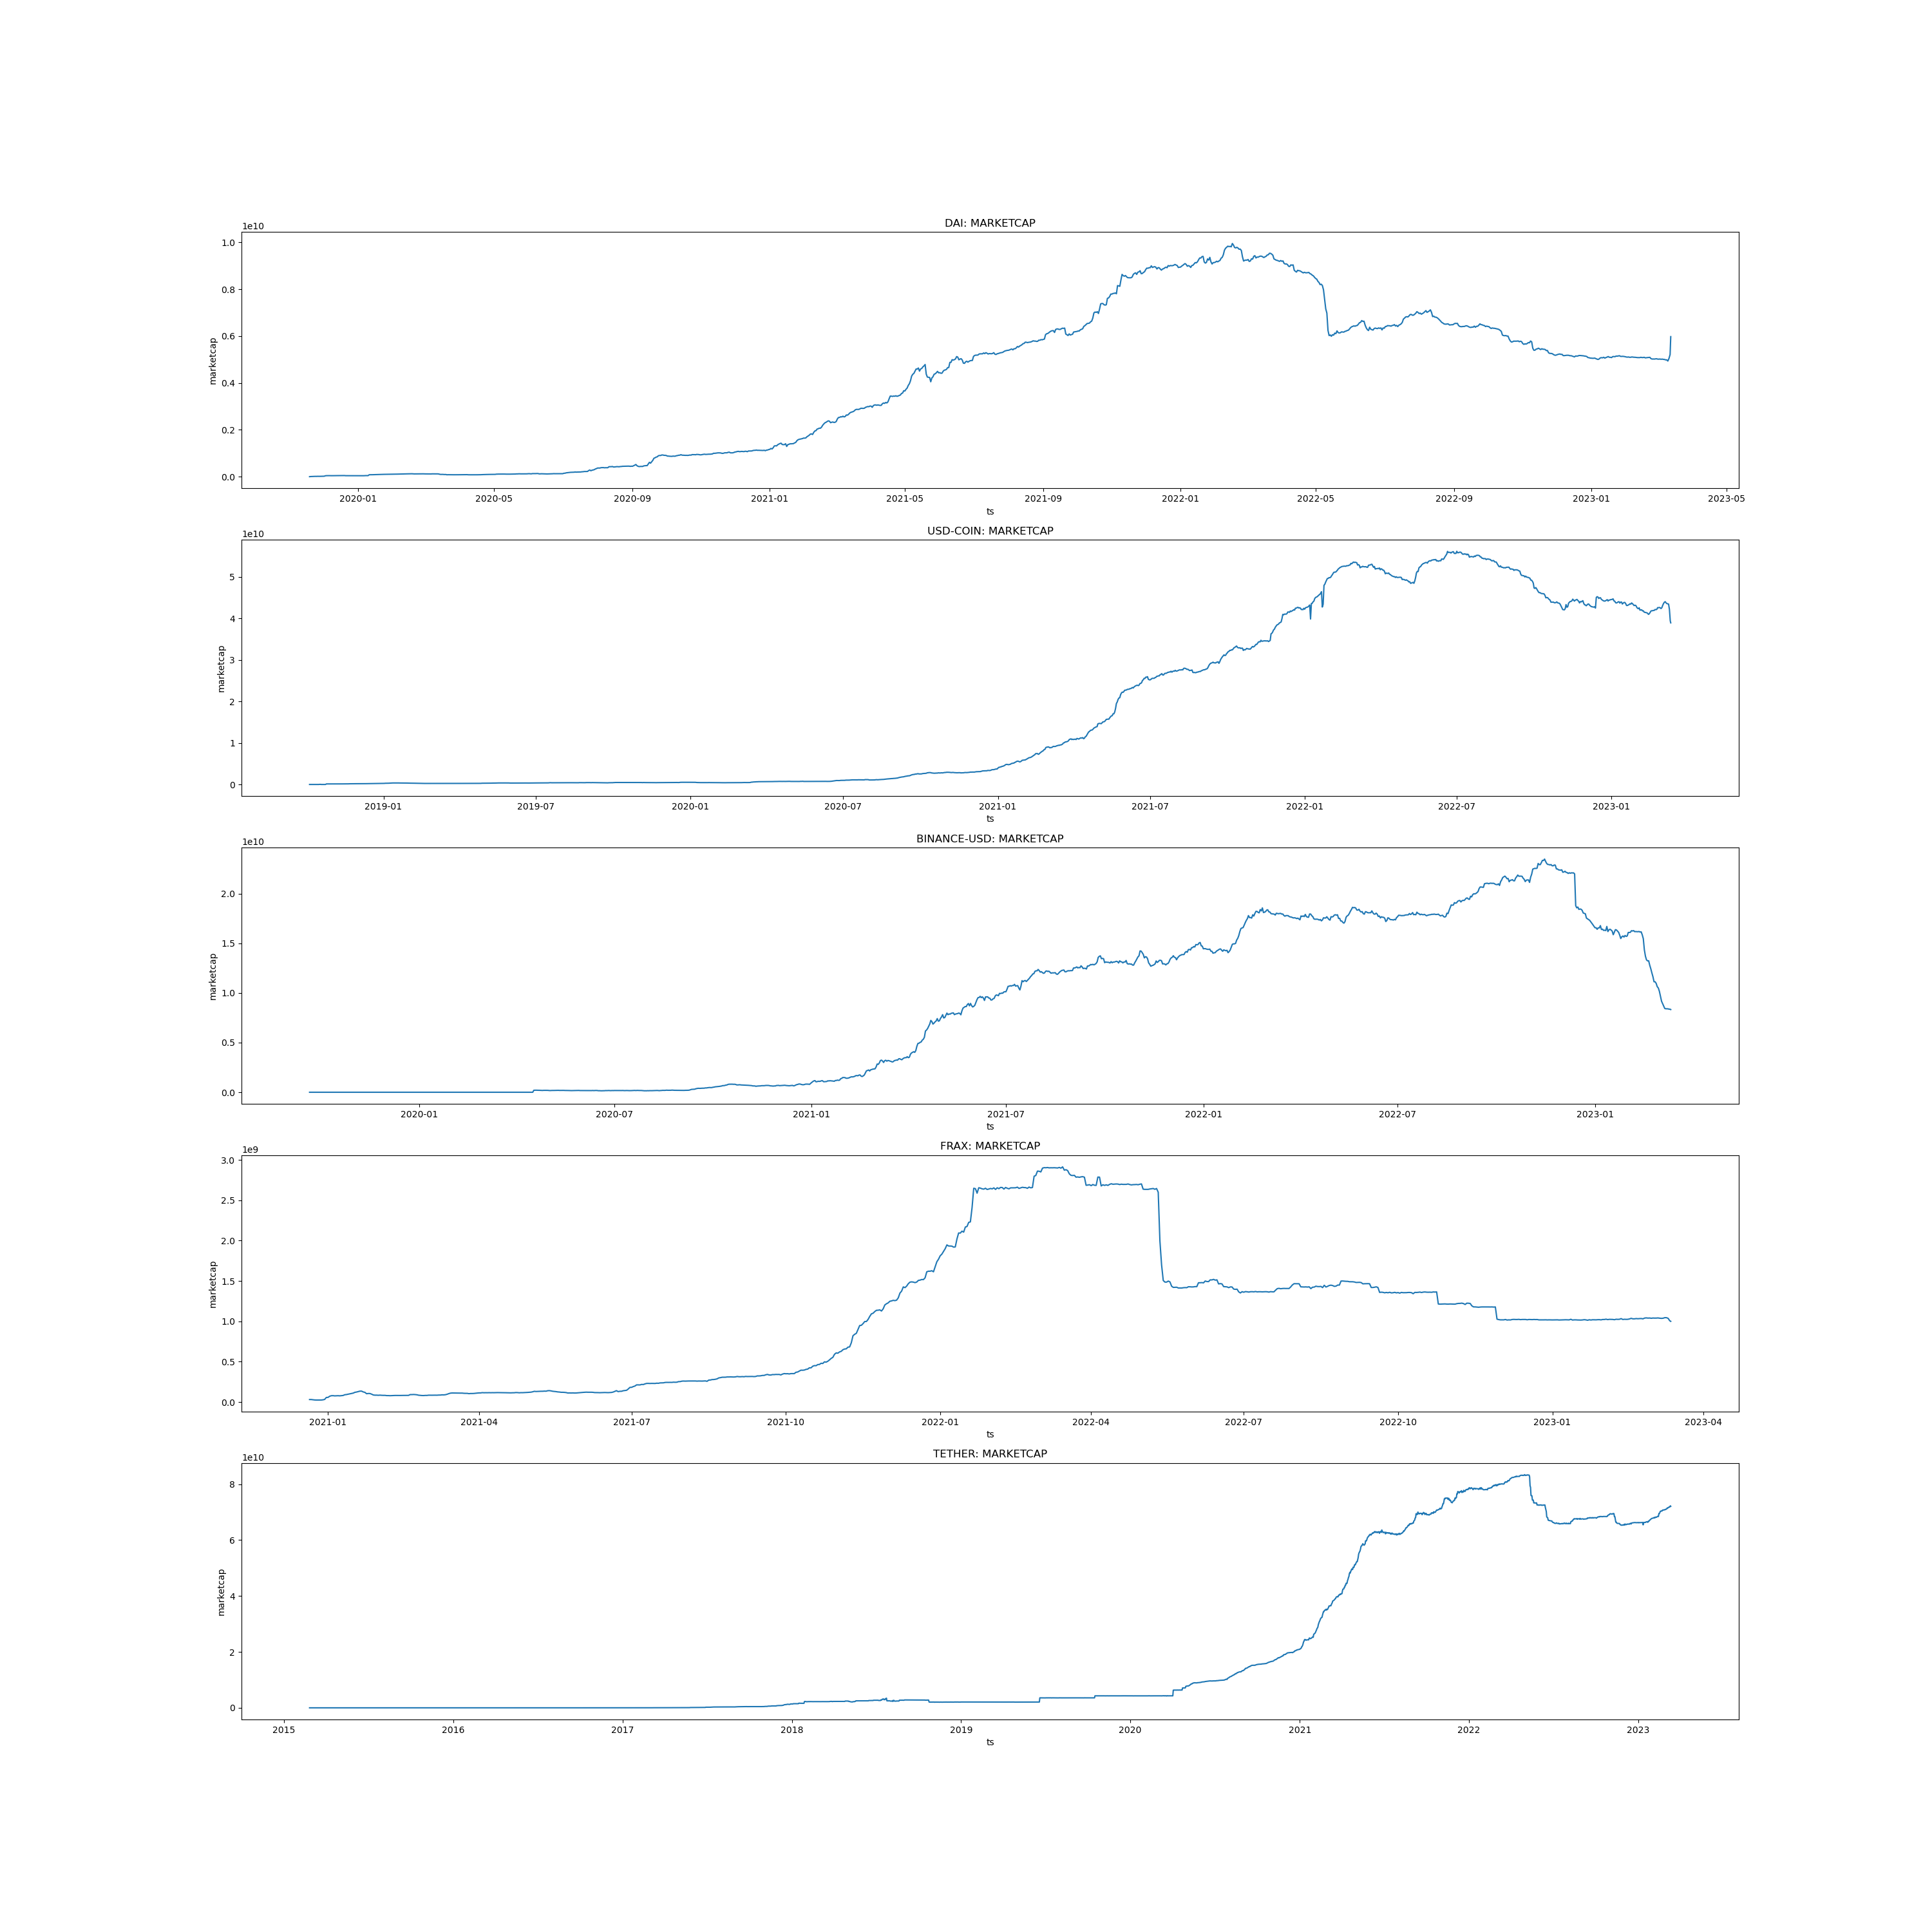 DAI: MARKETCAP
1e10
1.0
0.8
0.6
0.4
0.2
0.0
marketcap
2020-01 2020-05 2020-09 2021-01 2021-05 2021-09 2022-01 2022-05 2022-09 2023-01 2023-05
ts
USD-COIN: MARKETCAP
1e10
5
4
3
2
1
0
marketcap
2019-01 2019-07 2020-01 2020-07 2021-01 2021-07 2022-01 2022-07 2023-01
ts
BINANCE-USD: MARKETCAP
1e10
2.0
1.5
1.0
0.5
0.0
marketcap
2020-01 2020-07 2021-01 2021-07 2022-01 2022-07 2023-01
ts
FRAX: MARKETCAP
1e9
3.0
2.5
2.0
1.5
1.0
0.5
0.0
marketcap
2021-01 2021-04 2021-07 2021-10 2022-01 2022-04 2022-07 2022-10 2023-01 2023-04
ts
TETHER: MARKETCAP
1e10
8
6
4
2
0
marketcap
2015 2016 2017 2018 2019 2020 2021 2022 2023
ts